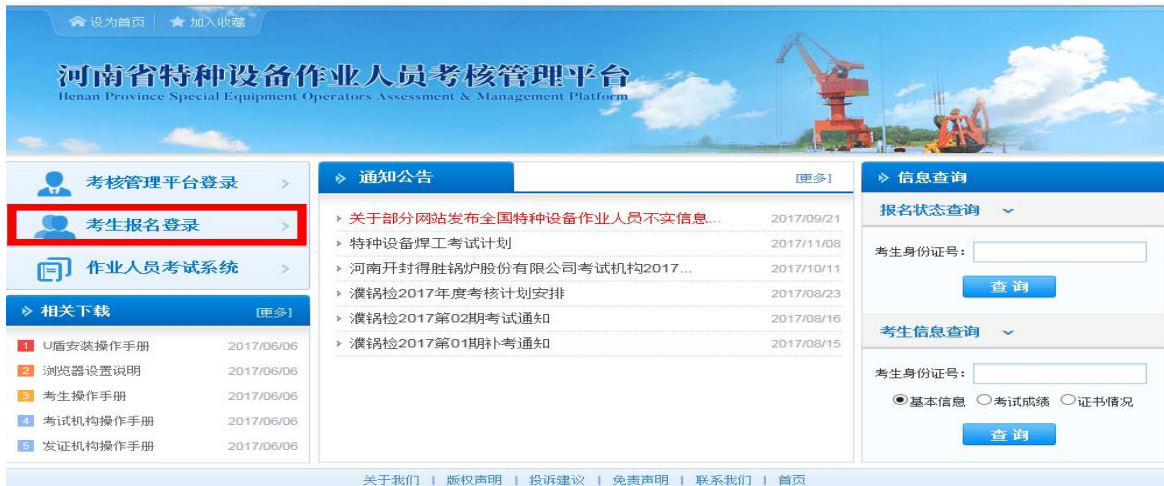 设为首页 加入收藏
河南省特种设备作业人员考核管理平台
Henan Province Special Equipment Operators Assessment & Management Platform
考核管理平台登录
考生报名登录
作业人员考试系统
相关下载 [更多]
1 U盾安装操作手册 2017/06/06
2 浏览器设置说明 2017/06/06
3 考生操作手册 2017/06/06
4 考试机构操作手册 2017/06/06
5 发证机构操作手册 2017/06/06
通知公告 [更多]
关于部分网站发布全国特种设备作业人员不实信息... 2017/09/21
特种设备焊工考试计划 2017/11/08
河南开封得胜锅炉股份有限公司考试机构2017... 2017/10/11
濮锅检2017年度考核计划安排 2017/08/23
濮锅检2017第02期考试通知 2017/08/16
濮锅检2017第01期补考通知 2017/08/15
信息查询
报名状态查询
考生身份证号：
查询
考生信息查询
考生身份证号：
基本信息 考试成绩 证书情况
查询
关于我们 | 版权声明 | 投诉建议 | 免责声明 | 联系我们 | 首页